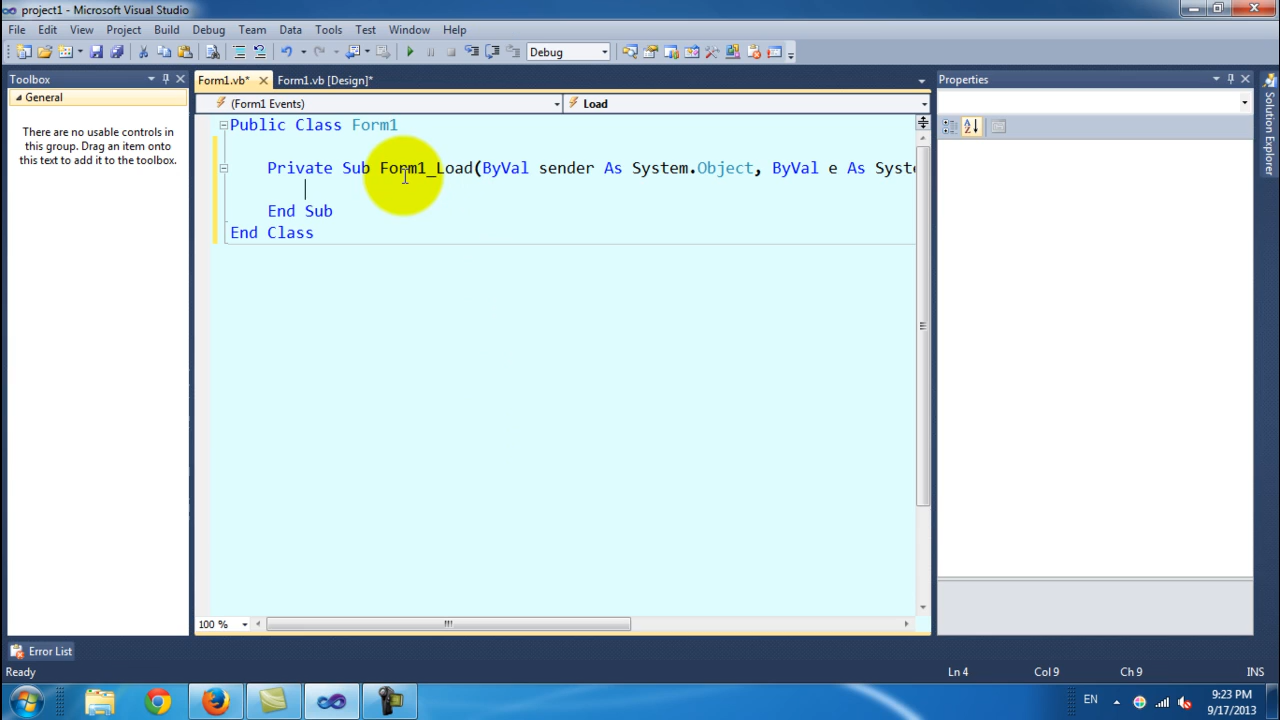 project1 - Microsoft Visual Studio
File Edit View Project Build Debug Team Data Tools Test Window Help
Debug
Toolbox
General
There are no usable controls in
this group. Drag an item onto
this text to add it to the toolbox.
Form1.vb*
Form1.vb [Design]*
(Form1 Events)
Load
Public Class Form1
Private Sub Form1_Load(ByVal sender As System.Object, ByVal e As Syste
End Sub
End Class
100 %
Properties
Solution Explorer
Error List
Ready
Ln 4
Col 9
Ch 9
INS
EN
9:23 PM
9/17/2013